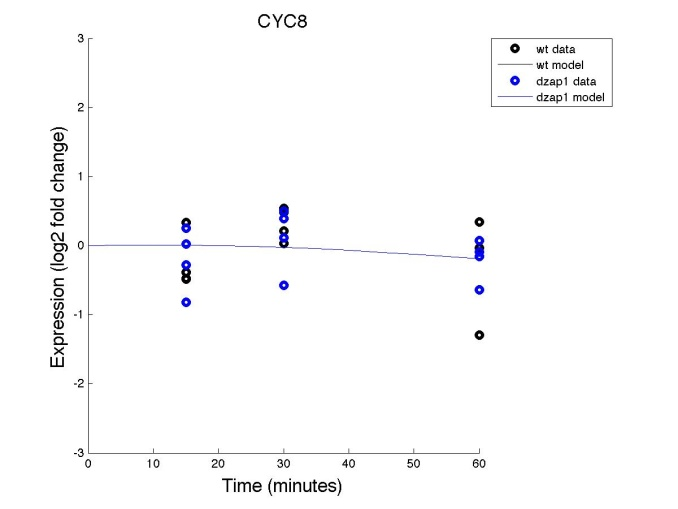 CYC8
3
2
1
0
-1
-2
-3
Expression (log2 fold change)
0 10 20 30 40 50 60
Time (minutes)
wt data
wt model
dzap1 data
dzap1 model